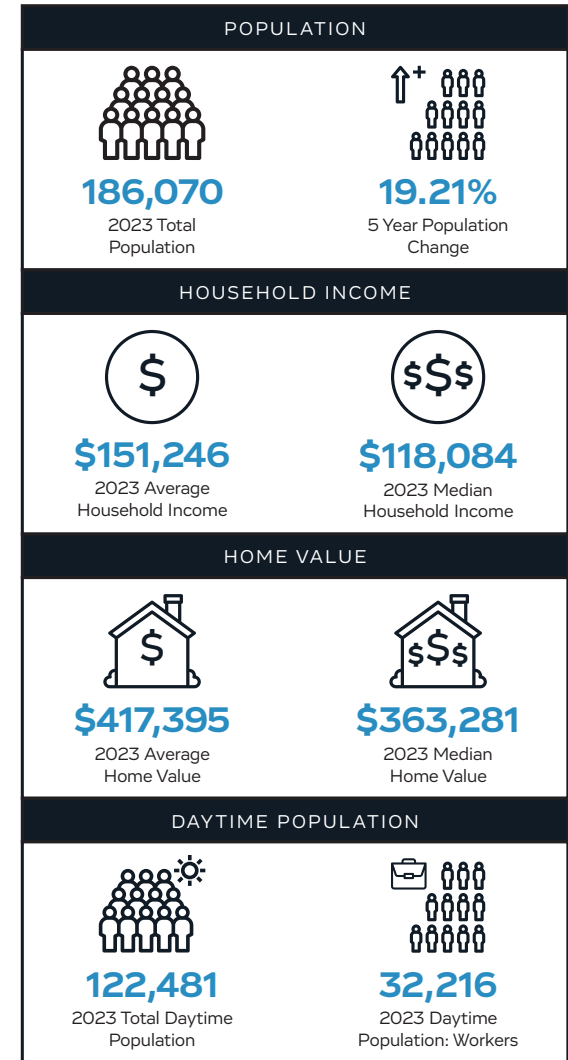 POPULATION
186,070
2023 Total
Population
19.21%
5 Year Population
Change
HOUSEHOLD INCOME
$
$151,246
2023 Average
Household Income
$$$
$118,084
2023 Median
Household Income
HOME VALUE
$
$417,395
2023 Average
Home Value
$$$
$363,281
2023 Median
Home Value
DAYTIME POPULATION
122,481
2023 Total Daytime
Population
32,216
2023 Daytime
Population: Workers